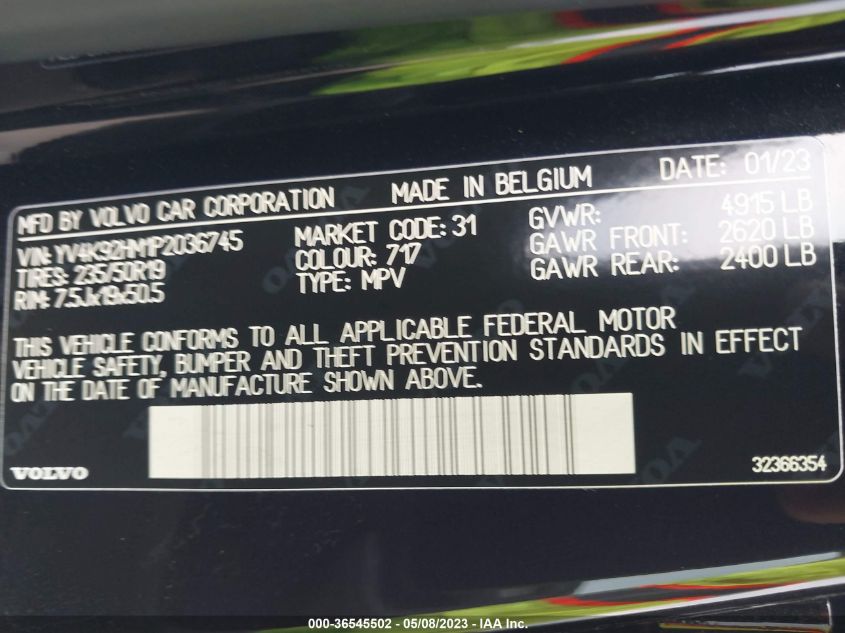 MFD BY VOLVO CAR CORPORATION MADE IN BELGIUM DATE: 01/23
VIN: YV4K92HM1P2036745 MARKET CODE: 31 GVWR: 4915 LB
TIRES: 235/50R19 COLOUR: 717 GAWR FRONT: 2620 LB
RIM: 7.5Jx19x50.5 TYPE: MPV GAWR REAR: 2400 LB
THIS VEHICLE CONFORMS TO ALL APPLICABLE FEDERAL MOTOR
VEHICLE SAFETY, BUMPER AND THEFT PREVENTION STANDARDS IN EFFECT
ON THE DATE OF MANUFACTURE SHOWN ABOVE.
VOLVO 32366354
000-36545502 - 05/08/2023 - IAA Inc.